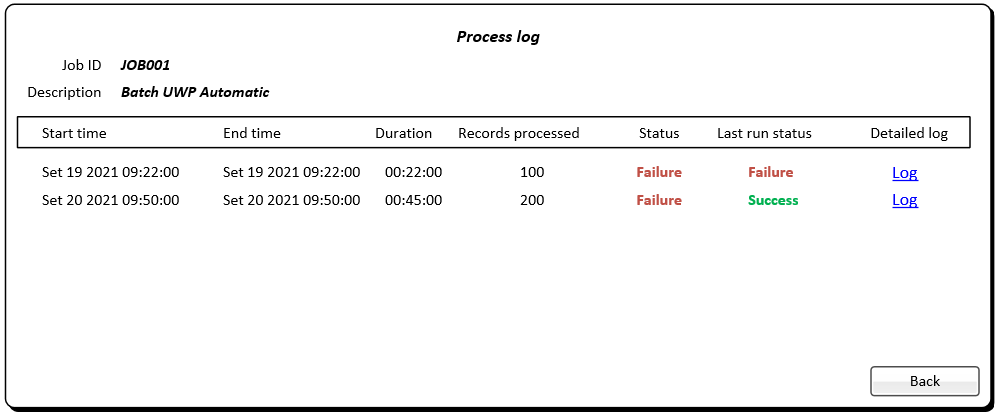 Process log
Job ID JOB001
Description Batch UWP Automatic
Start time End time Duration Records processed Status Last run status Detailed log
Set 19 2021 09:22:00 Set 19 2021 09:22:00 00:22:00 100 Failure Failure Log
Set 20 2021 09:50:00 Set 20 2021 09:50:00 00:45:00 200 Failure Success Log
Back